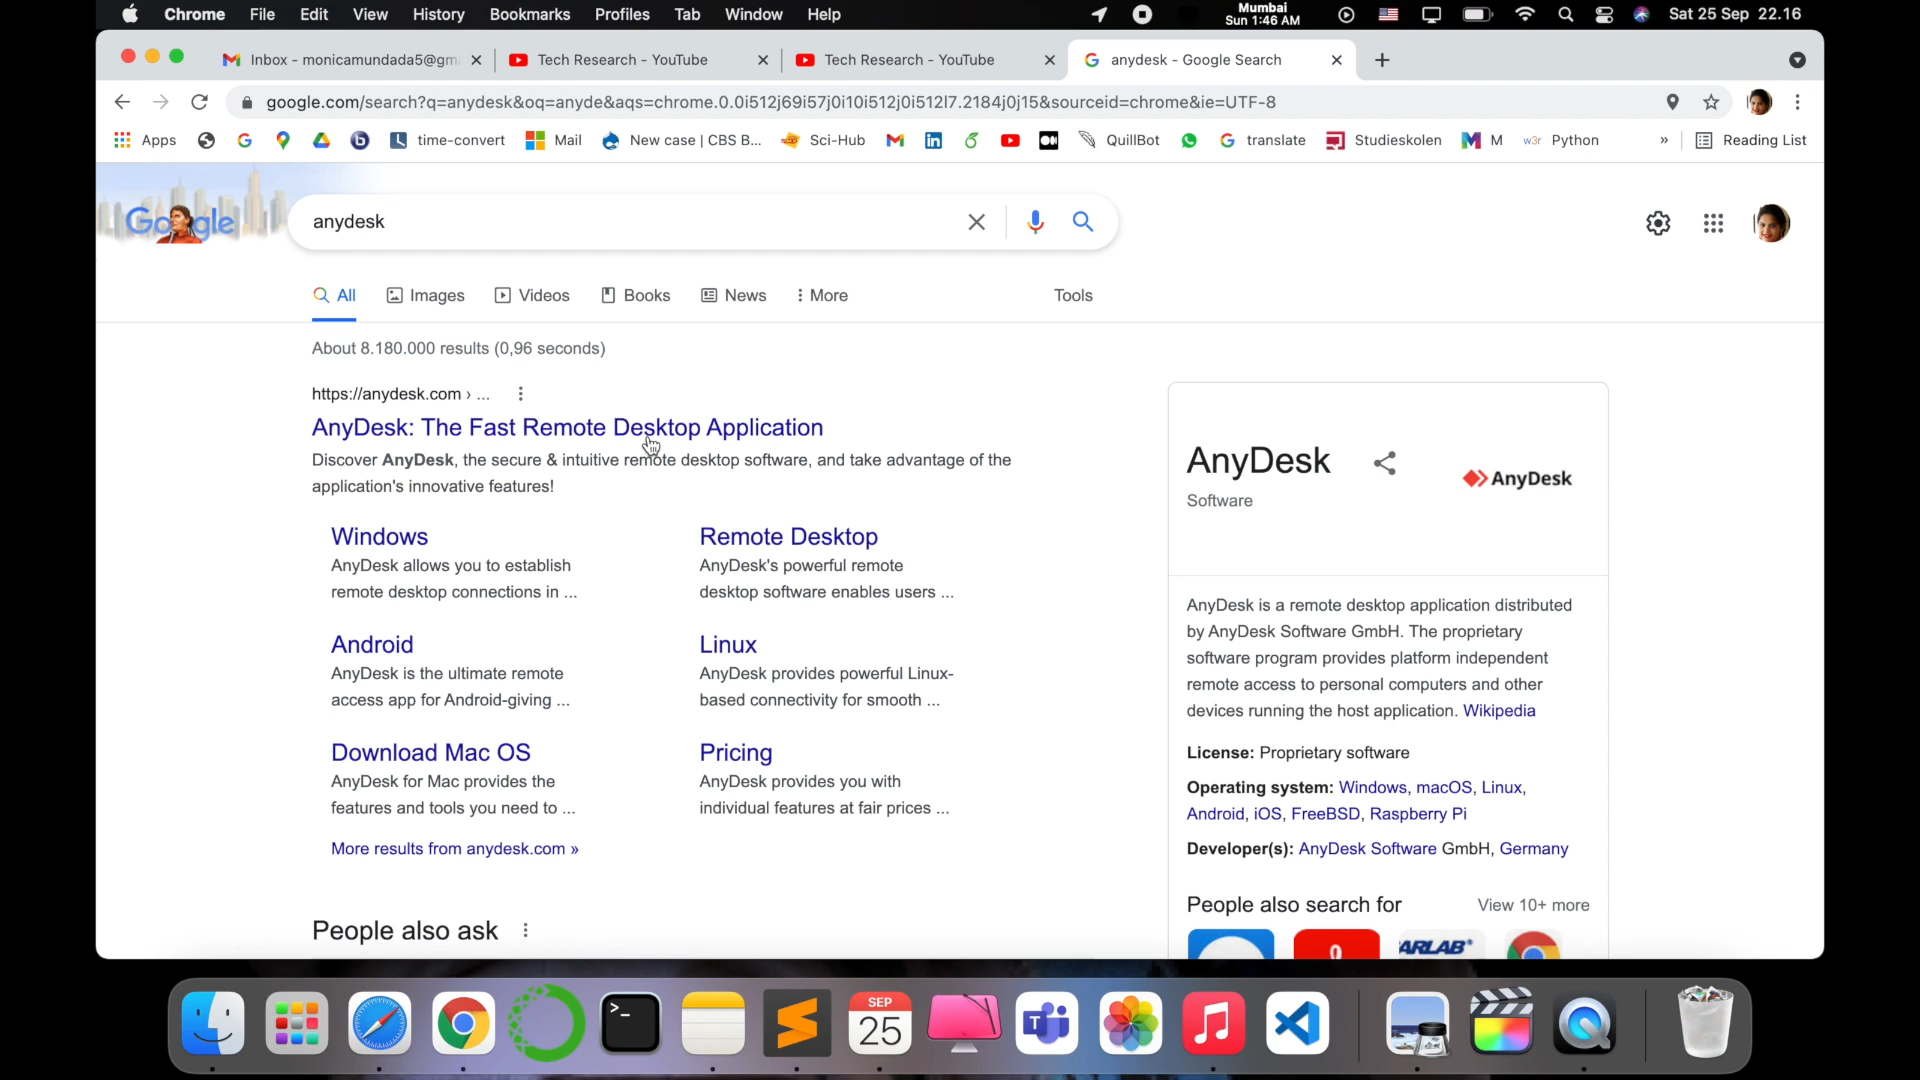 Chrome File Edit View History Bookmarks Profiles Tab Window Help Mumbai Sun 1:46 AM Sat 25 Sep 22.16
Inbox - monicamundada5@gm Tech Research - YouTube Tech Research - YouTube anydesk - Google Search
google.com/search?q=anydesk&oq=anyde&aqs=chrome.0.0i512j69i57j0i10i512j0i512l7.2184j0j15&sourceid=chrome&ie=UTF-8
Apps time-convert Mail New case | CBS B... Sci-Hub QuillBot translate Studieskolen M w3r Python » Reading List
Google anydesk
All Images Videos Books News More Tools
About 8.180.000 results (0,96 seconds)
https://anydesk.com › ...
AnyDesk: The Fast Remote Desktop Application
Discover AnyDesk, the secure & intuitive remote desktop software, and take advantage of the
application's innovative features!
Windows
AnyDesk allows you to establish
remote desktop connections in ...
Remote Desktop
AnyDesk's powerful remote
desktop software enables users ...
Android
AnyDesk is the ultimate remote
access app for Android-giving ...
Linux
AnyDesk provides powerful Linux-
based connectivity for smooth ...
Download Mac OS
AnyDesk for Mac provides the
features and tools you need to ...
Pricing
AnyDesk provides you with
individual features at fair prices ...
More results from anydesk.com »
People also ask
AnyDesk
Software
AnyDesk
AnyDesk is a remote desktop application distributed
by AnyDesk Software GmbH. The proprietary
software program provides platform independent
remote access to personal computers and other
devices running the host application. Wikipedia
License: Proprietary software
Operating system: Windows, macOS, Linux,
Android, iOS, FreeBSD, Raspberry Pi
Developer(s): AnyDesk Software GmbH, Germany
People also search for View 10+ more
ARLAB
SEP
25